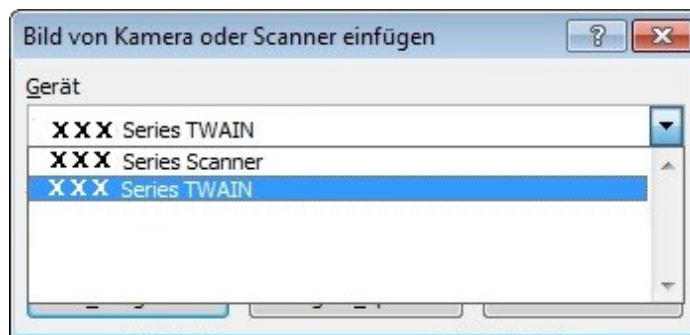 Bild von Kamera oder Scanner einfügen
Gerät
XXX Series TWAIN
XXX Series Scanner
XXX Series TWAIN